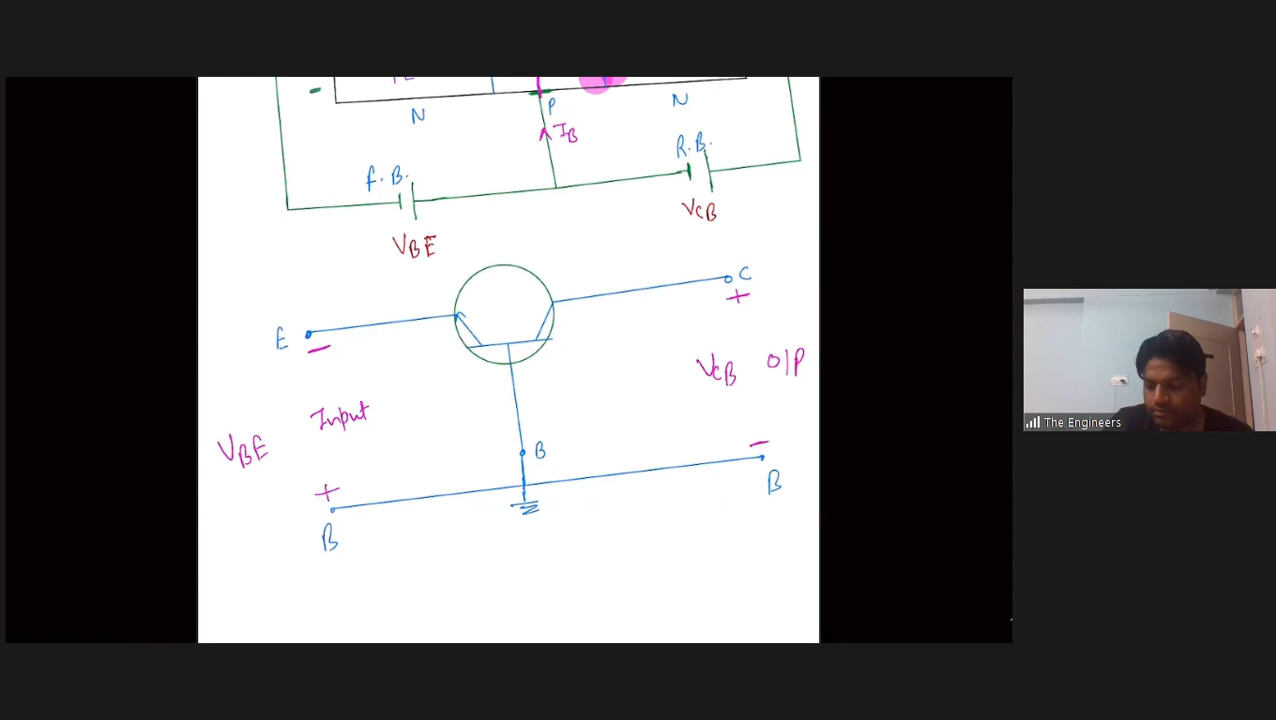 -
N
P
N
IB
F.B.
R.B.
VBE
VCB
E
-
C
+
VCB O/P
Input
VBE
B
-
B
+
B
The Engineers